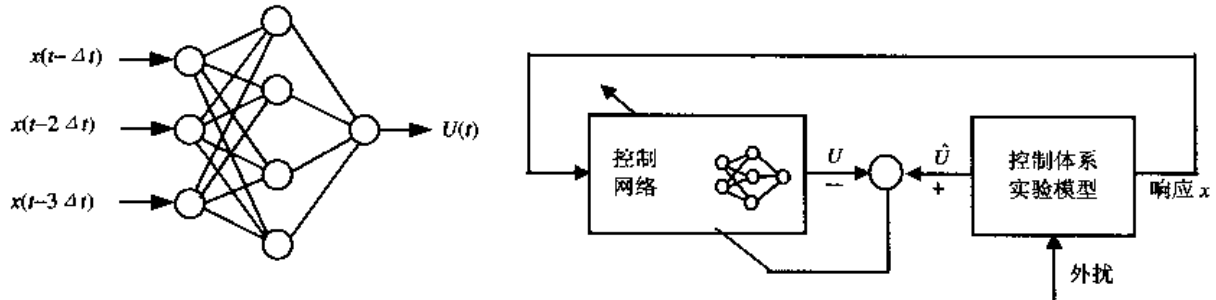 x(t-Δt)
x(t-2Δt)
x(t-3Δt)
U(t)
控制
网络
U
−
Û
+
控制体系
实验模型
响应 x
外扰